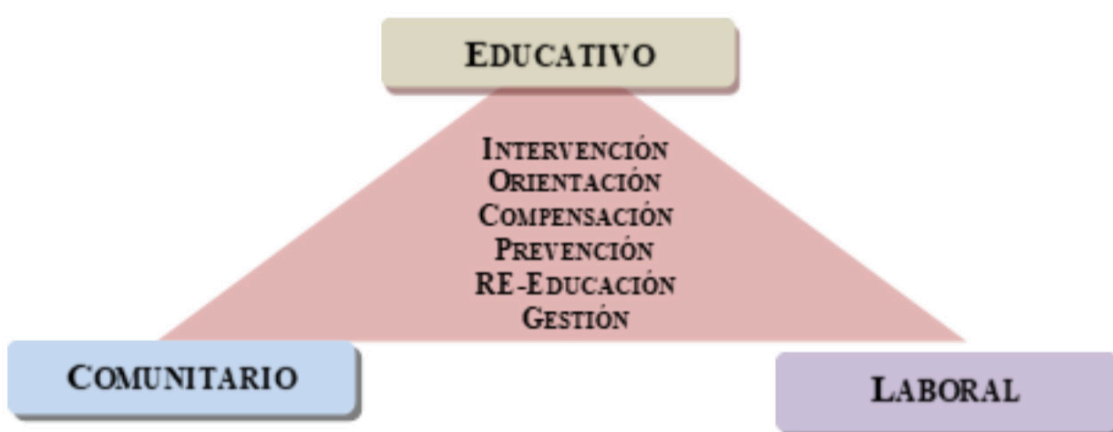 EDUCATIVO
INTERVENCIÓN
ORIENTACIÓN
COMPENSACIÓN
PREVENCIÓN
RE-EDUCACIÓN
GESTIÓN
COMUNITARIO
LABORAL